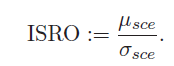 ISRO := μ_sce / σ_sce.